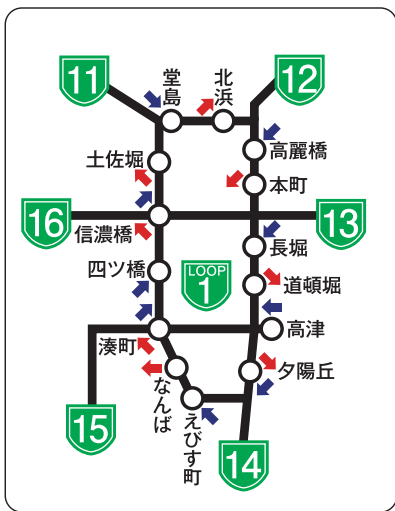 11
堂島
北浜
12
高麗橋
土佐堀
本町
16
信濃橋
13
長堀
四ツ橋
LOOP
1
道頓堀
高津
湊町
夕陽丘
なんば
えびす町
15
14